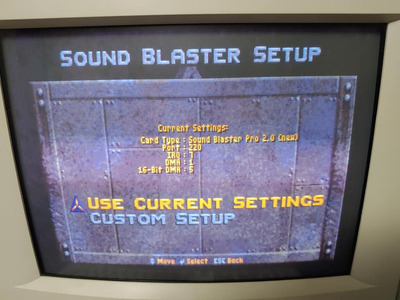 SOUND BLASTER SETUP
Current Settings:
Card Type : Sound Blaster Pro 2.0 (new)
Port : 220
IRQ : 7
DMA : 1
16-Bit DMA : 5
USE CURRENT SETTINGS
CUSTOM SETUP
Move Select ESC Back